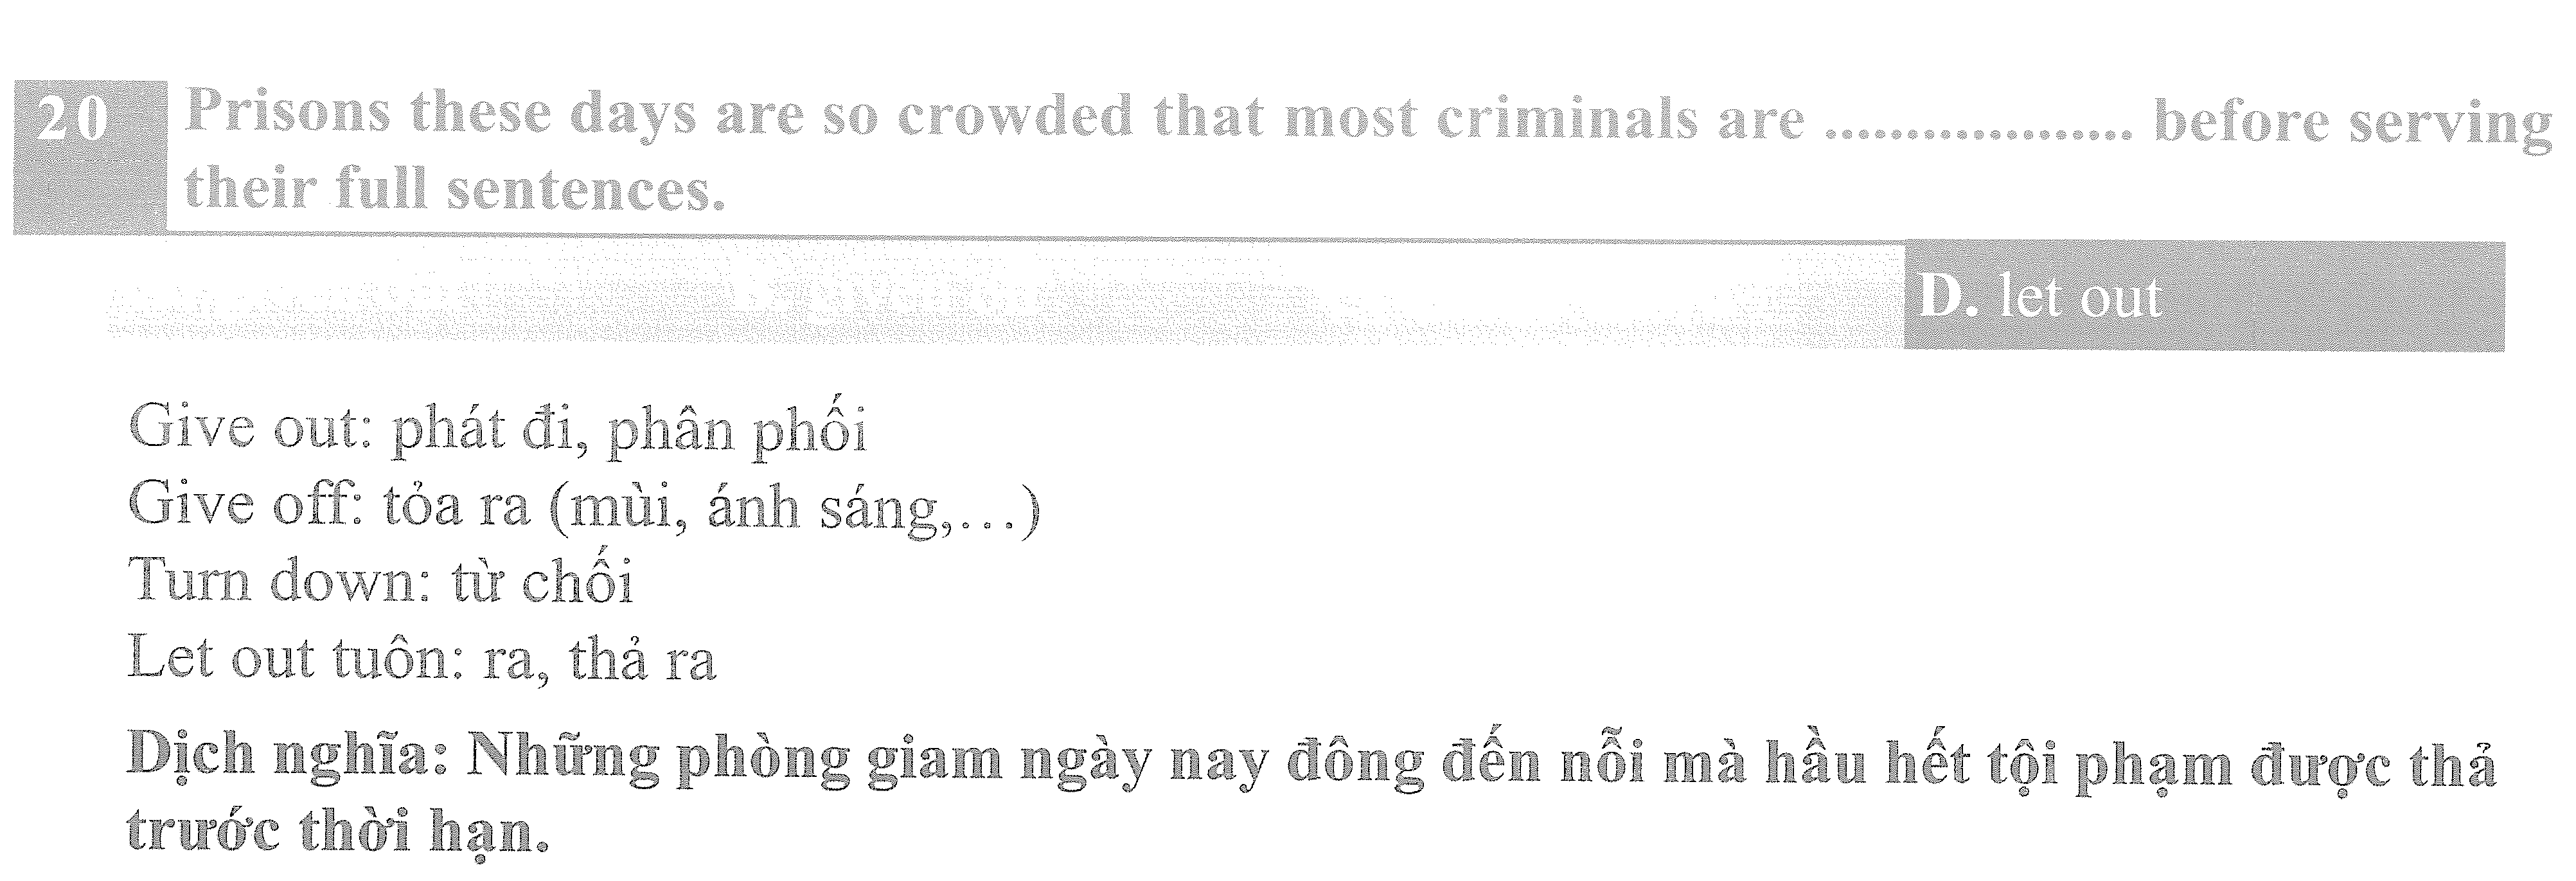 20 Prisons these days are so crowded that most criminals are .................. before serving
their full sentences.
B. given off D. let out
Give out: phát đi, phân phối
Give off: tỏa ra (mùi, ánh sáng,...)
Turn down: từ chối
Let out tuôn: ra, thả ra
Dịch nghĩa: Những phòng giam ngày nay đông đến nỗi mà hầu hết tội phạm được thả
trước thời hạn.